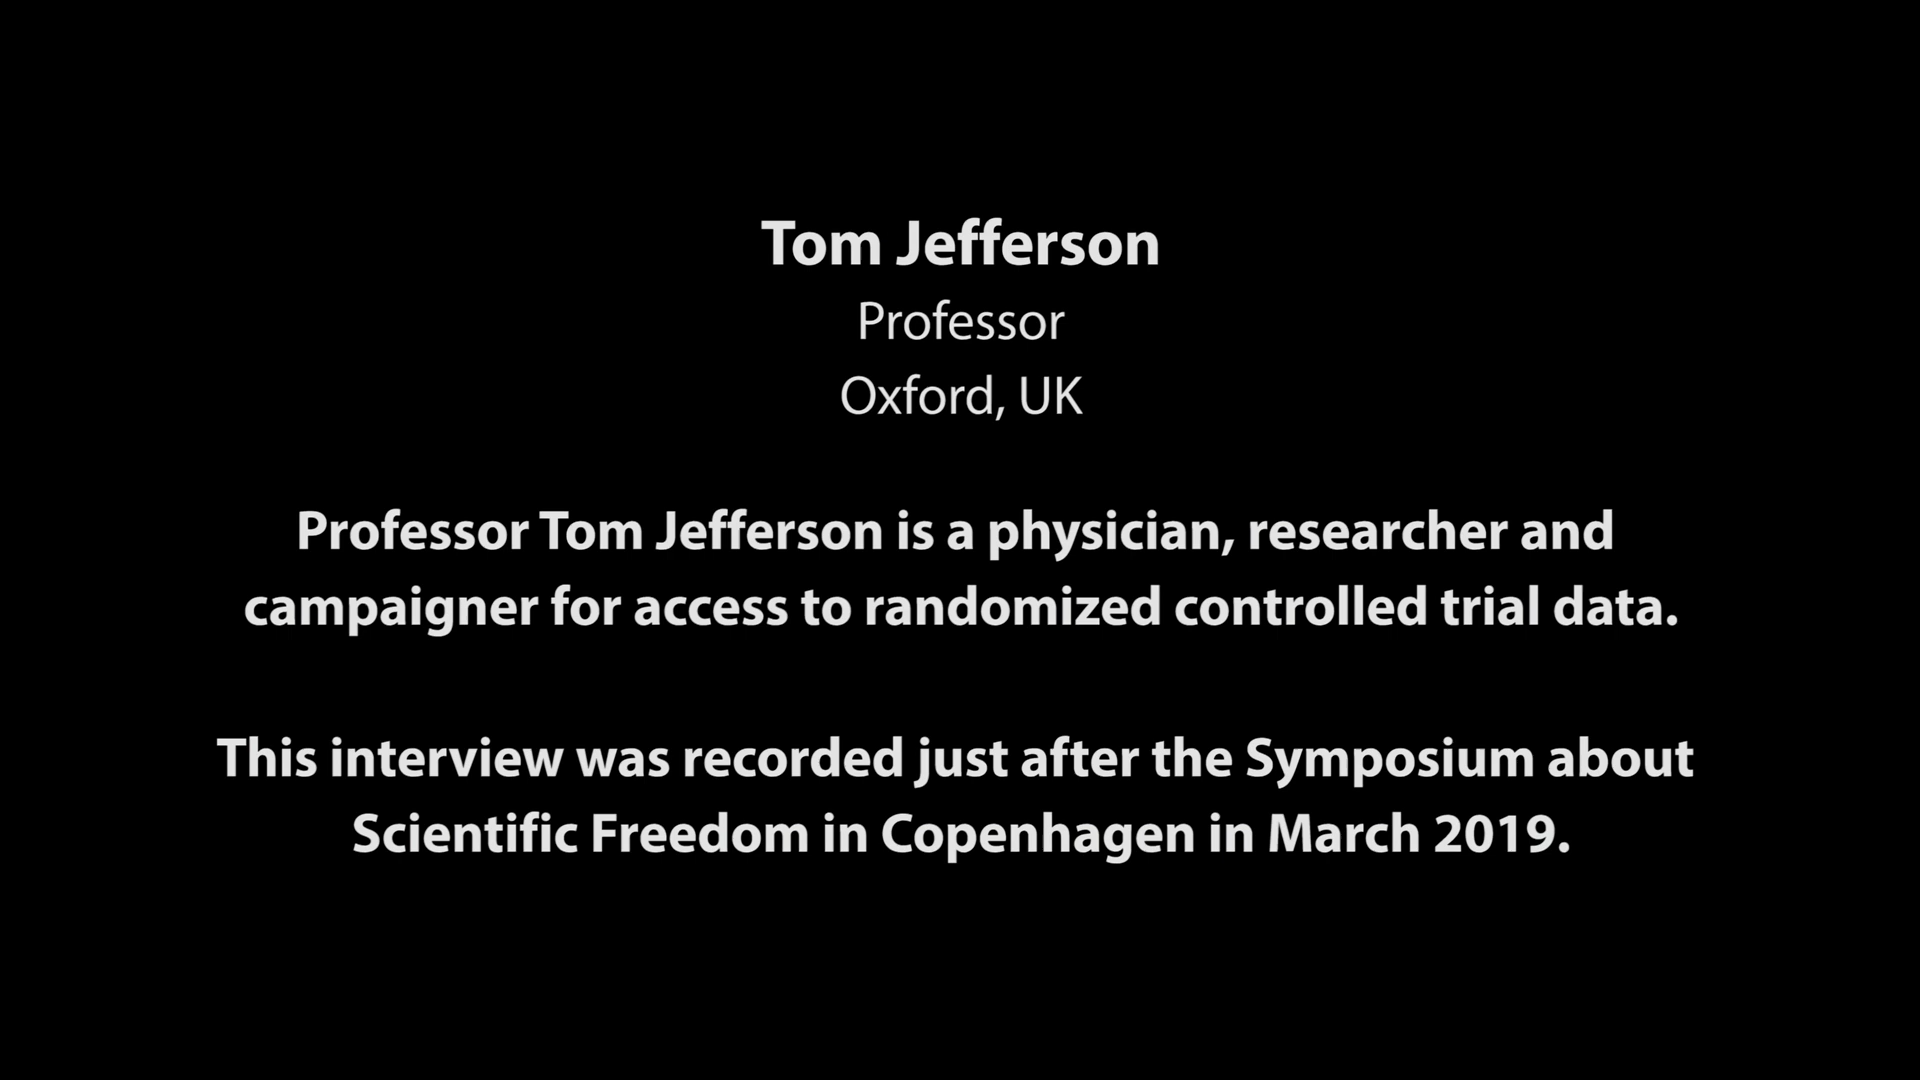 Tom Jefferson
Professor
Oxford, UK
Professor Tom Jefferson is a physician, researcher and
campaigner for access to randomized controlled trial data.
This interview was recorded just after the Symposium about
Scientific Freedom in Copenhagen in March 2019.